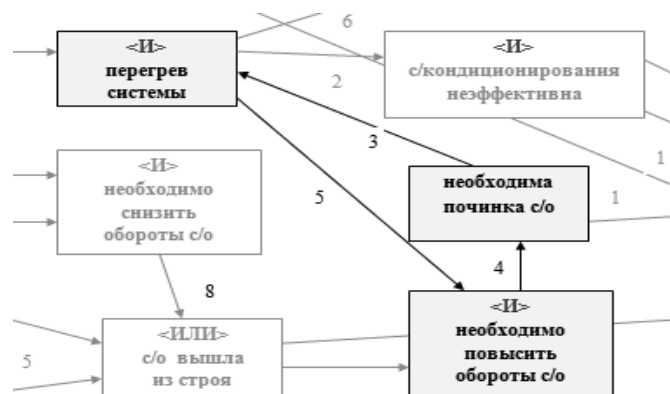 6
<И>
перегрев
системы
<И>
с/кондиционирования
неэффективна
2
3
1
<И>
необходимо
снизить
обороты с/о
5
необходима
починка с/о
1
4
8
<И>
необходимо
повысить
обороты с/о
<ИЛИ>
с/о вышла
из строя
5